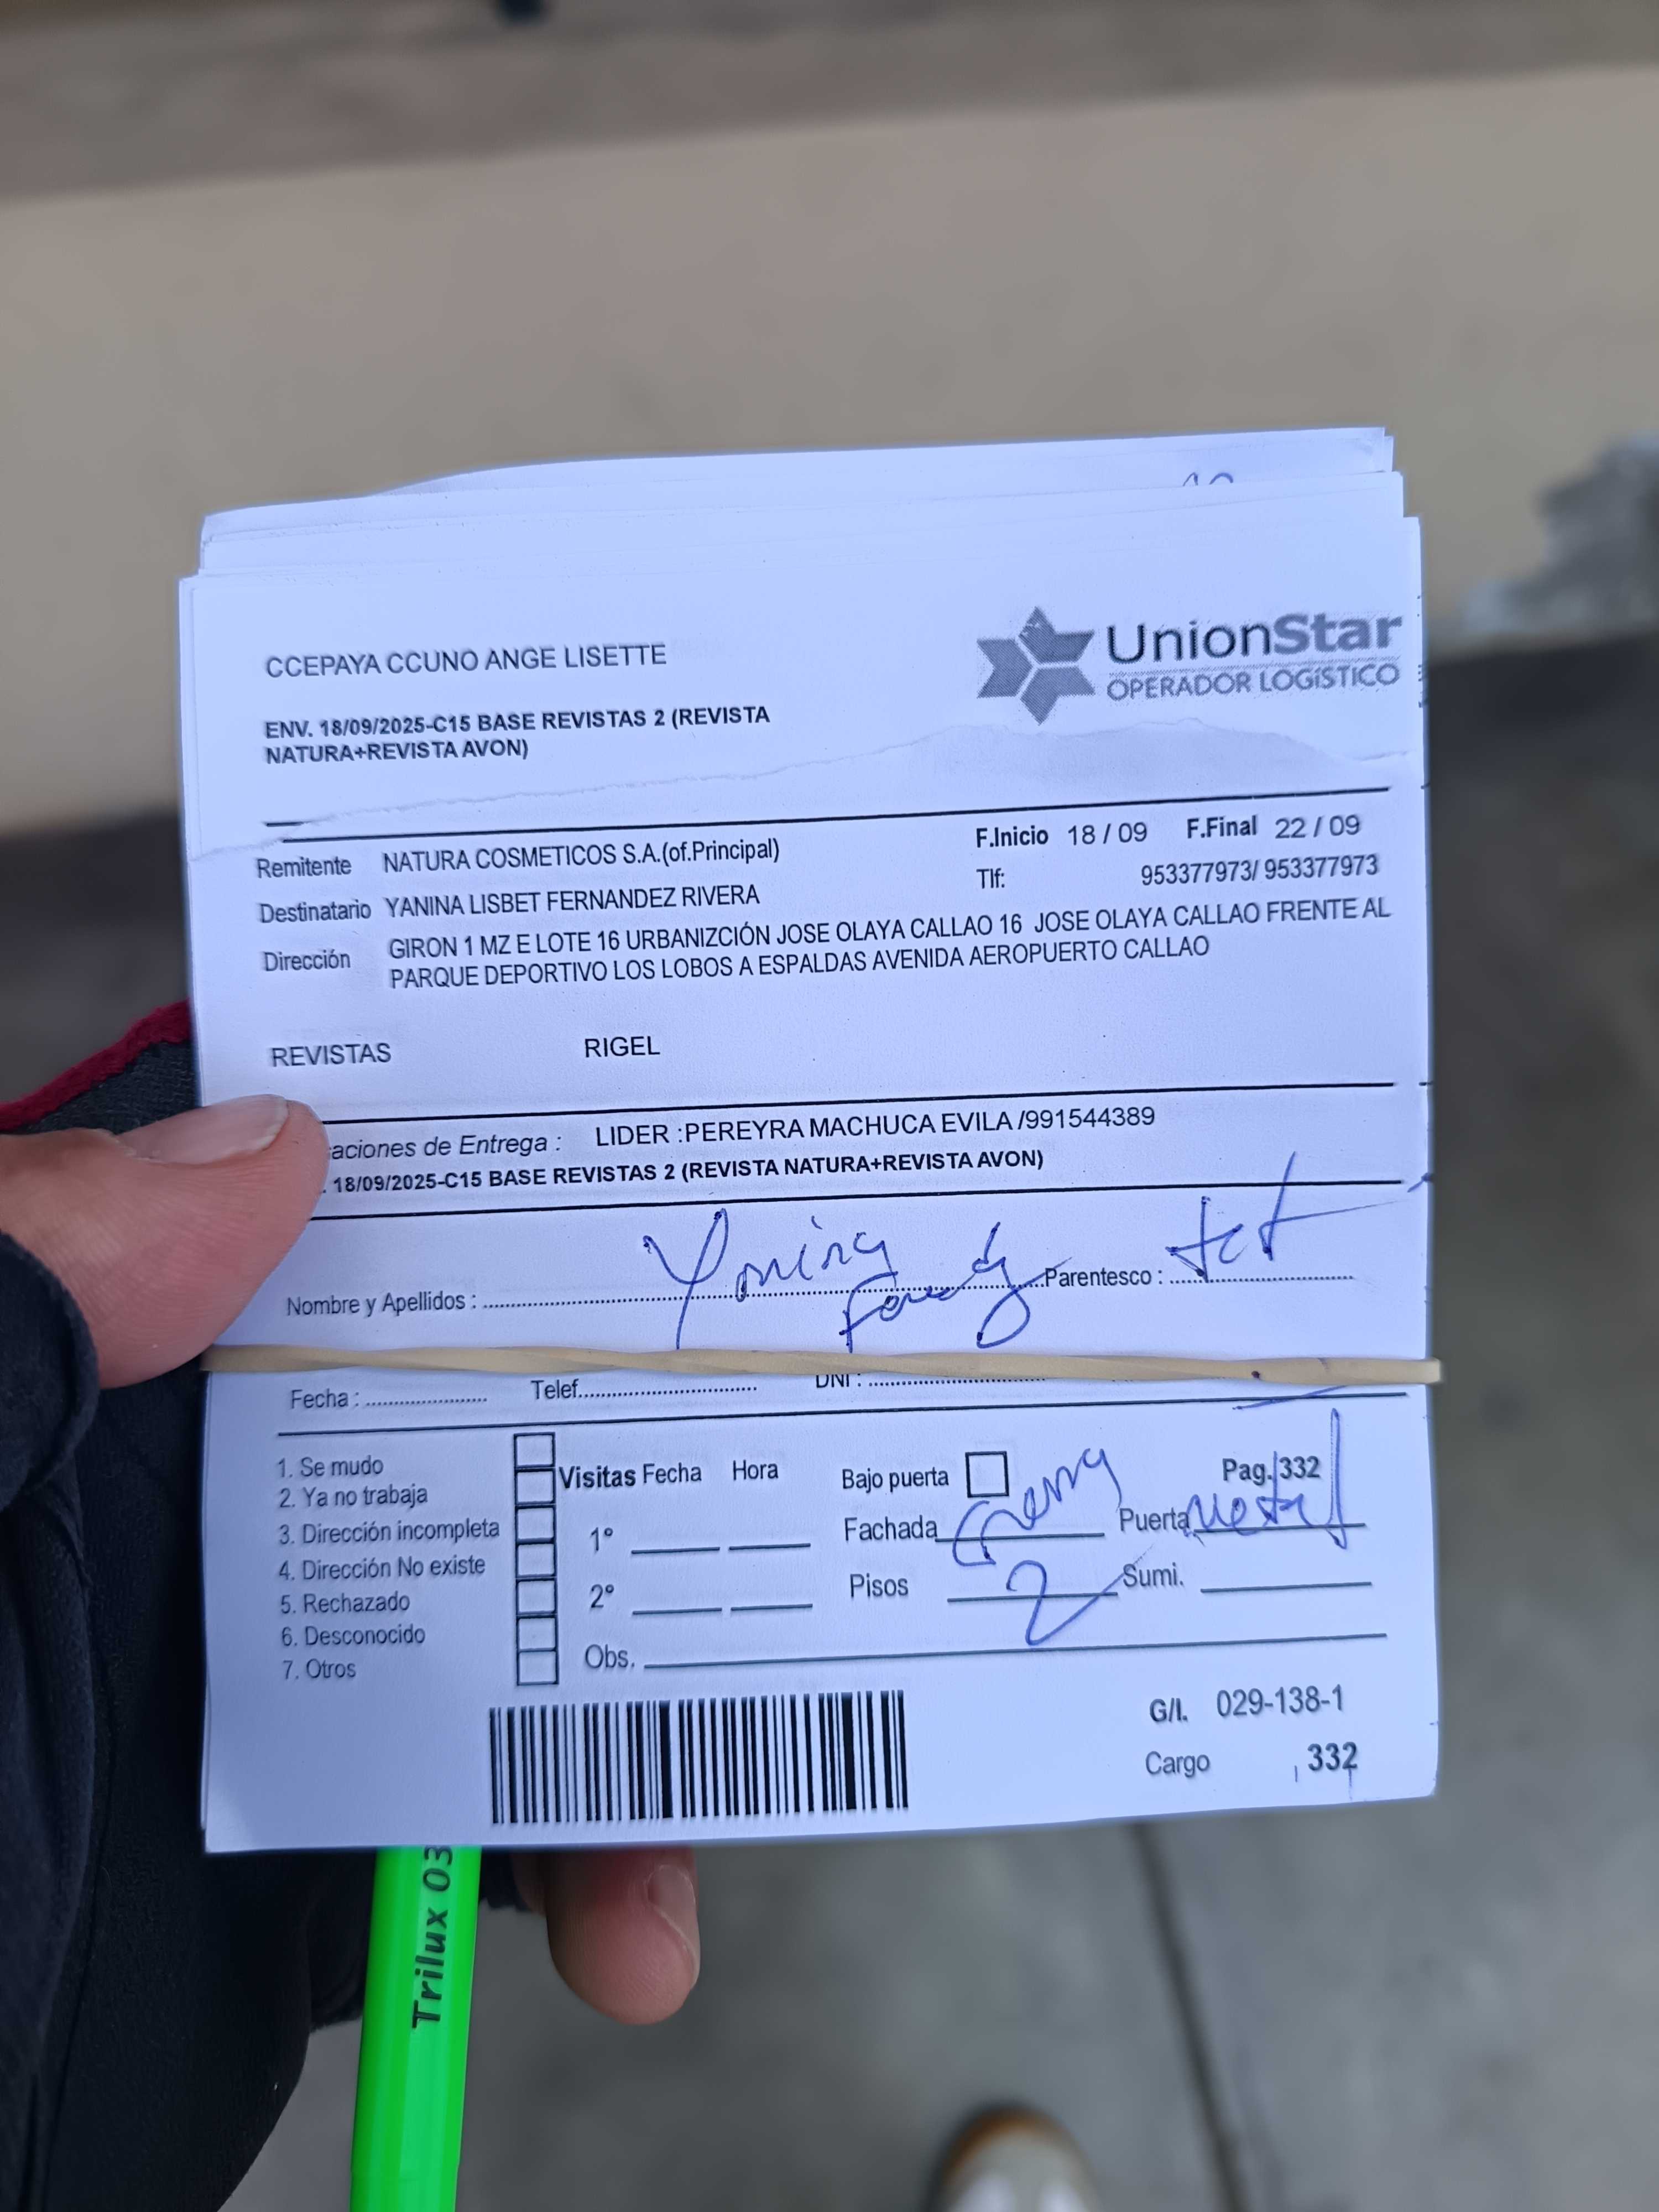 CCEPAYA CCUNO ANGE LISETTE
UnionStar
OPERADOR LOGÍSTICO
ENV. 18/09/2025-C15 BASE REVISTAS 2 (REVISTA
NATURA+REVISTA AVON)
F.Inicio 18 / 09 F.Final 22 / 09
Remitente NATURA COSMETICOS S.A.(of.Principal)
Tlf: 953377973/ 953377973
Destinatario YANINA LISBET FERNANDEZ RIVERA
Dirección GIRON 1 MZ E LOTE 16 URBANIZCIÓN JOSE OLAYA CALLAO 16 JOSE OLAYA CALLAO FRENTE AL
PARQUE DEPORTIVO LOS LOBOS A ESPALDAS AVENIDA AEROPUERTO CALLAO
REVISTAS RIGEL
aciones de Entrega : LIDER :PEREYRA MACHUCA EVILA /991544389
. 18/09/2025-C15 BASE REVISTAS 2 (REVISTA NATURA+REVISTA AVON)
Nombre y Apellidos : Yanina Parentesco : tct
Fecha : Telef. DNI :
1. Se mudo
2. Ya no trabaja
3. Dirección incompleta
4. Dirección No existe
5. Rechazado
6. Desconocido
7. Otros
Visitas Fecha Hora
1º
2º
Obs.
Bajo puerta Pag. 332
Fachada Puerta metal
Pisos 2 Sumi.
G/I. 029-138-1
Cargo 332
Trilux 03